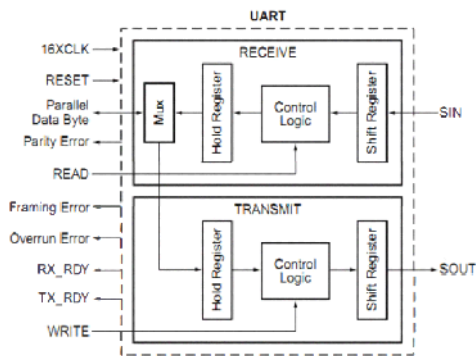 UART
16XCLK
RESET
Parallel
Data Byte
Parity Error
READ
Framing Error
Overrun Error
RX_RDY
TX_RDY
WRITE
RECEIVE
Mux
Hold Register
Control
Logic
Shift Register
SIN
TRANSMIT
Hold Register
Control
Logic
Shift Register
SOUT